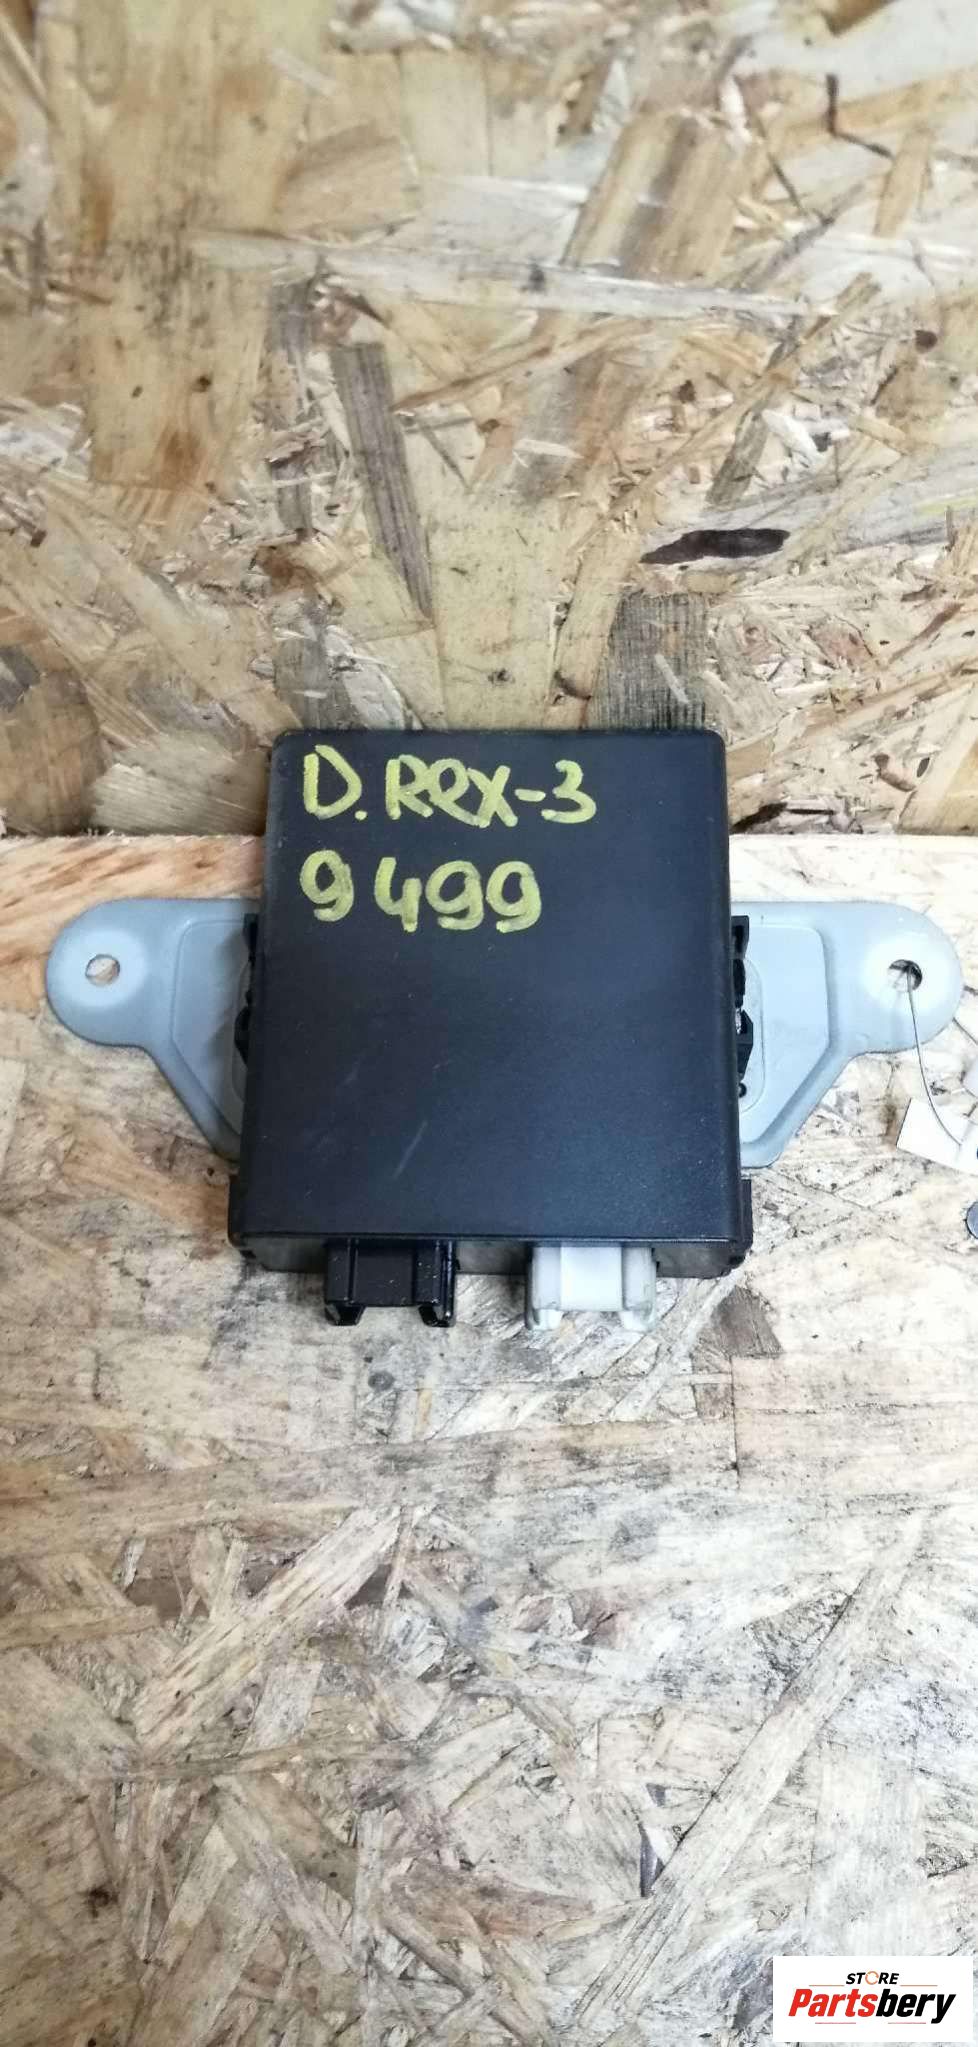 D. RRX-3
9499
STORE
Partsbery